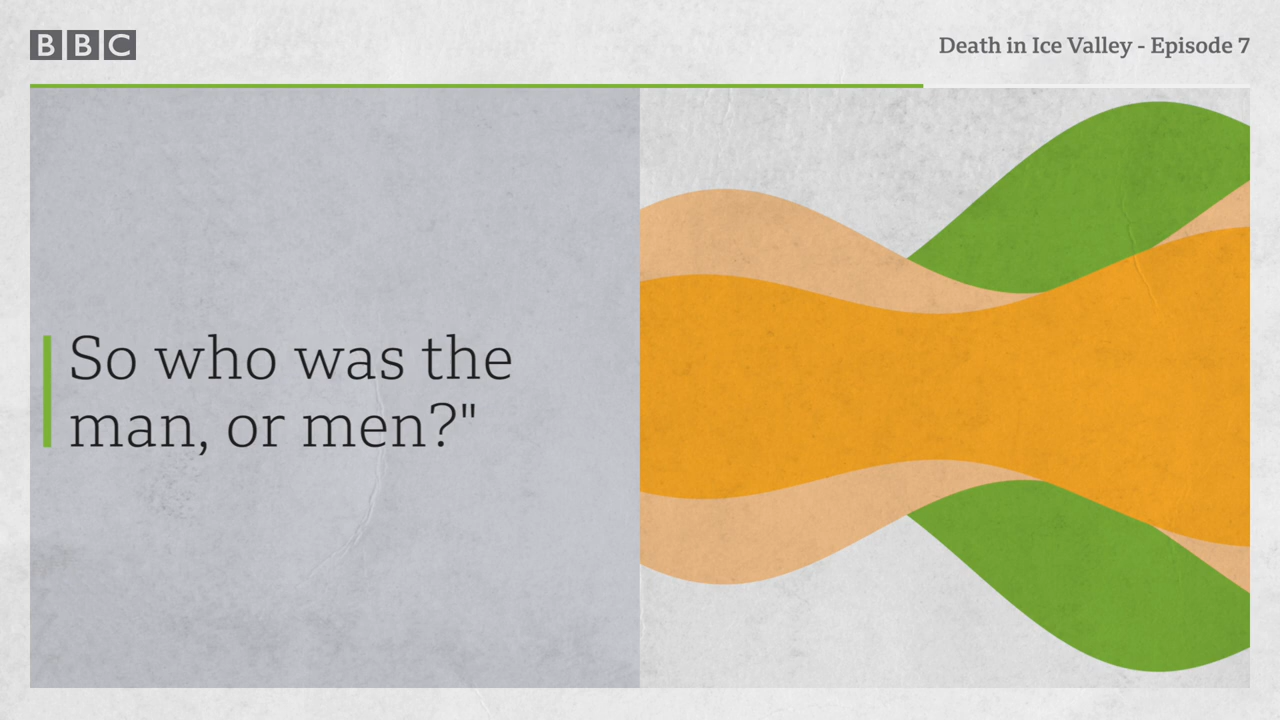 BBC
Death in Ice Valley - Episode 7
So who was the
man, or men?"